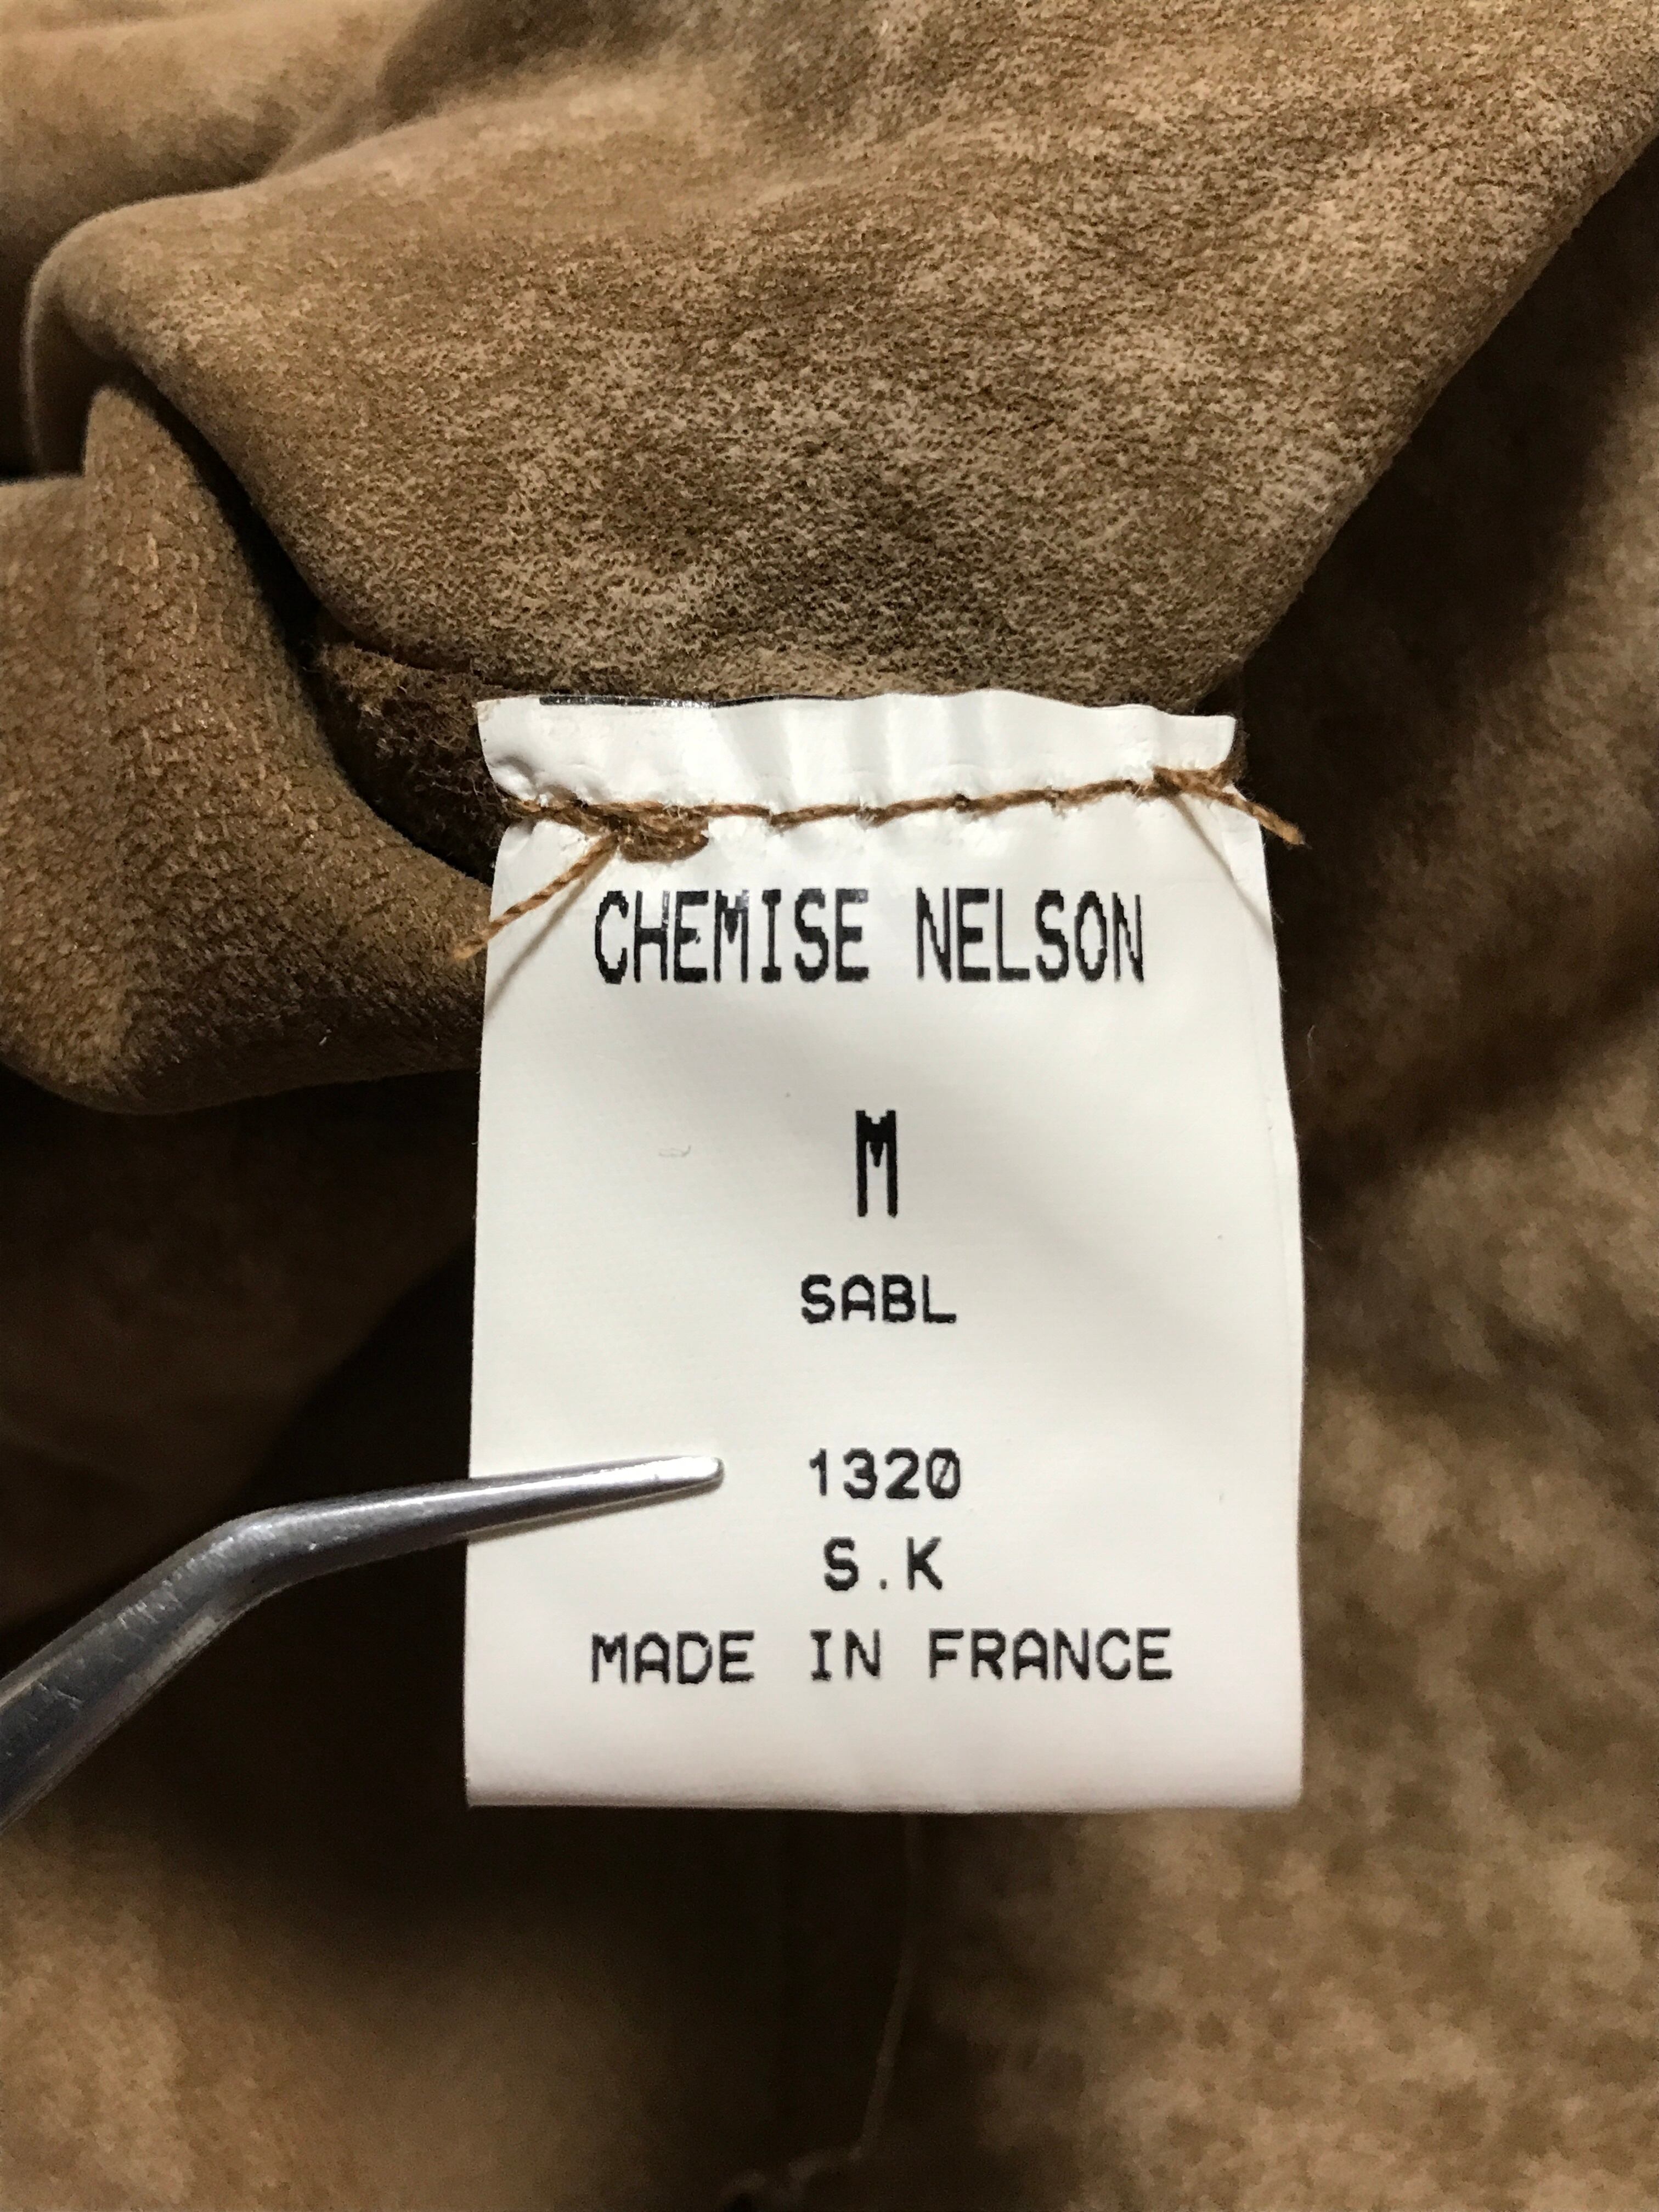 CHEMISE NELSON
M
SABL
1320
S.K
MADE IN FRANCE